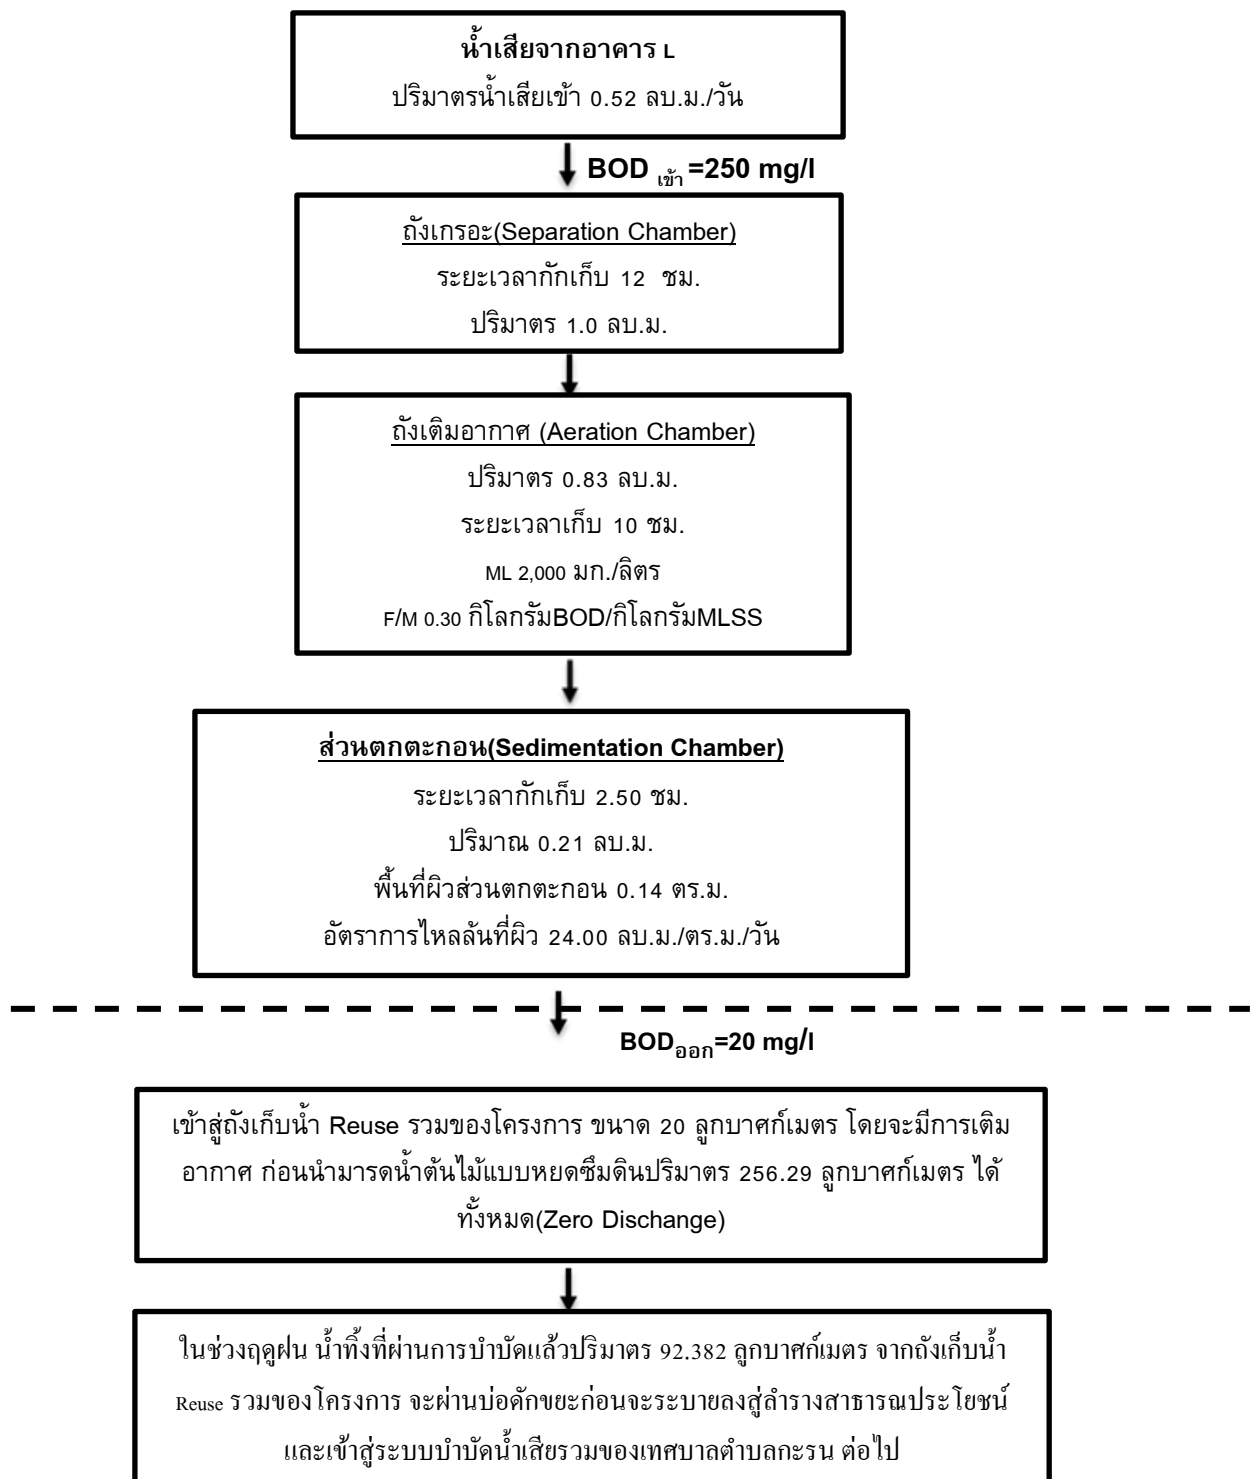 น้ำเสียจากอาคาร L
ปริมาตรน้ำเสียเข้า 0.52 ลบ.ม./วัน
BOD เข้า =250 mg/l
ถังเกรอะ(Separation Chamber)
ระยะเวลากักเก็บ 12 ชม.
ปริมาตร 1.0 ลบ.ม.
ถังเติมอากาศ (Aeration Chamber)
ปริมาตร 0.83 ลบ.ม.
ระยะเวลาเก็บ 10 ชม.
ML 2,000 มก./ลิตร
F/M 0.30 กิโลกรัมBOD/กิโลกรัมMLSS
ส่วนตกตะกอน(Sedimentation Chamber)
ระยะเวลากักเก็บ 2.50 ชม.
ปริมาณ 0.21 ลบ.ม.
พื้นที่ผิวส่วนตกตะกอน 0.14 ตร.ม.
อัตราการไหลล้นที่ผิว 24.00 ลบ.ม./ตร.ม./วัน
BODออก=20 mg/l
เข้าสู่ถังเก็บน้ำ Reuse รวมของโครงการ ขนาด 20 ลูกบาศก์เมตร โดยจะมีการเติม
อากาศ ก่อนนำมารดน้ำต้นไม้แบบหยดซึมดินปริมาตร 256.29 ลูกบาศก์เมตร ได้
ทั้งหมด(Zero Dischange)
ในช่วงฤดูฝน น้ำทิ้งที่ผ่านการบำบัดแล้วปริมาตร 92.382 ลูกบาศก์เมตร จากถังเก็บน้ำ
Reuse รวมของโครงการ จะผ่านบ่อดักขยะก่อนจะระบายลงสู่ลำรางสาธารณประโยชน์
และเข้าสู่ระบบบำบัดน้ำเสียรวมของเทศบาลตำบลกะรน ต่อไป